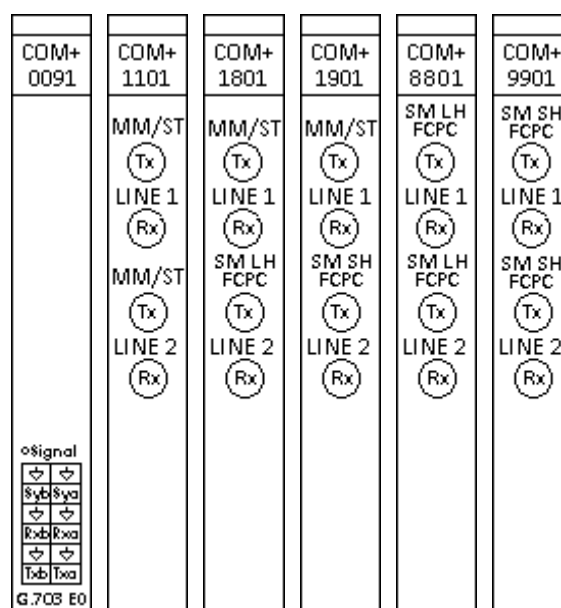 COM+
0091
oSignal
Syb Sya
Rxb Rxa
Txb Txa
G.703 E0
COM+
1101
MM/ST
Tx
LINE 1
Rx
MM/ST
Tx
LINE 2
Rx
COM+
1801
MM/ST
Tx
LINE 1
Rx
SM LH
FCPC
Tx
LINE 2
Rx
COM+
1901
MM/ST
Tx
LINE 1
Rx
SM SH
FCPC
Tx
LINE 2
Rx
COM+
8801
SM LH
FCPC
Tx
LINE 1
Rx
SM LH
FCPC
Tx
LINE 2
Rx
COM+
9901
SM SH
FCPC
Tx
LINE 1
Rx
SM SH
FCPC
Tx
LINE 2
Rx